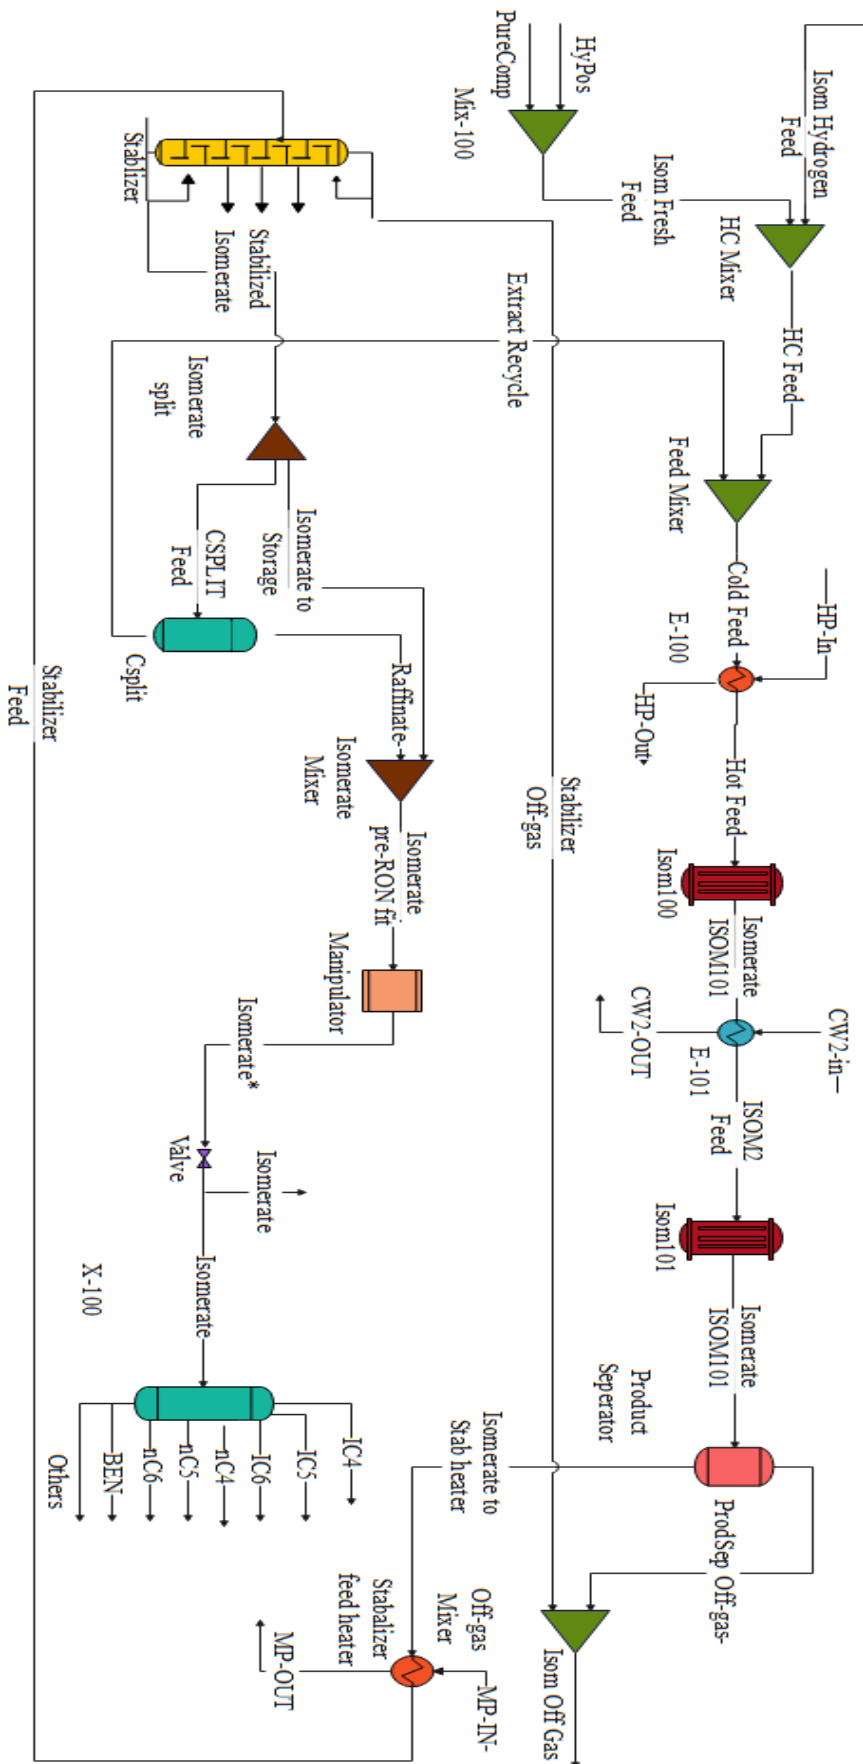 Isom Hydrogen
Feed
HyPos
PureComp
Mix-100
Isom Fresh
Feed
HC Mixer
HC Feed
Extract Recycle
Feed Mixer
Cold Feed
HP-In
E-100
HP-Out
Hot Feed
Isom100
Isomerate
ISOM101
CW2-in
CW2-OUT
E-101
ISOM2
Feed
Isom101
Isomerate
ISOM101
Product
Seperator
ProdSep Off-gas-
Isom Off Gas
Off-gas
Mixer
Isomerate to
Stab heater
MP-IN-
Stabalizer
feed heater
MP-OUT
Stabilizer
Off-gas
Stablizer
Stabilized
Isomerate
Isomerate
split
Isomerate to
Storage
CSPLIT
Feed
Csplit
Raffinate
Isomerate
Mixer
Isomerate
pre-RON fit
Manipulator
Isomerate*
Valve
Isomerate
Isomerate
X-100
IC4
IC5
IC6
nC4
nC5
nC6
BEN
Others
Stabilizer
Feed